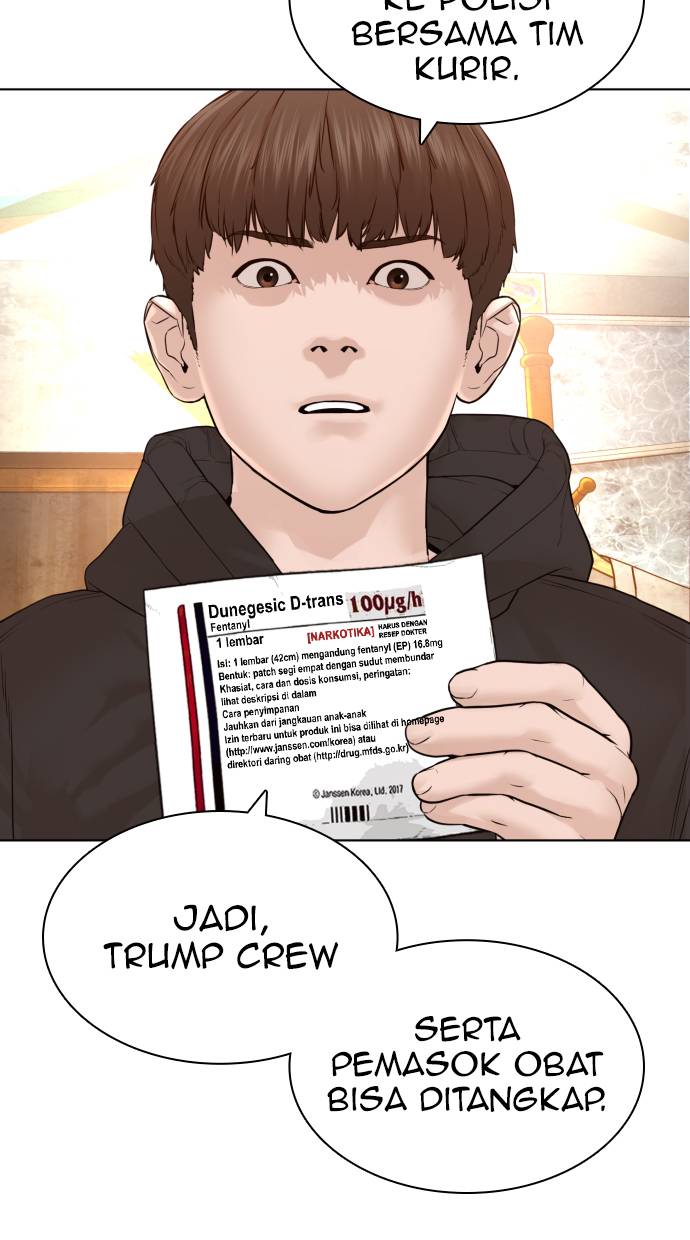 KE POLISI
BERSAMA TIM
KURIR.
Dunegesic D-trans 100μg/h
Fentanyl
1 lembar [NARKOTIKA] HARUS DENGAN
RESEP DOKTER
Isi: 1 lembar (42cm) mengandung fentanyl (EP) 16.8mg
Bentuk: patch segi empat dengan sudut membundar
Khasiat, cara dan dosis konsumsi, peringatan:
lihat deskripsi di dalam
Cara penyimpanan
Jauhkan dari jangkauan anak-anak
Izin terbaru untuk produk ini bisa dilihat di homepage
(http://www.janssen.com/korea) atau
direktori daring obat (http://drug.mfds.go.kr)
© Janssen Korea, Ltd. 2017
JADI,
TRUMP CREW
SERTA
PEMASOK OBAT
BISA DITANGKAP.